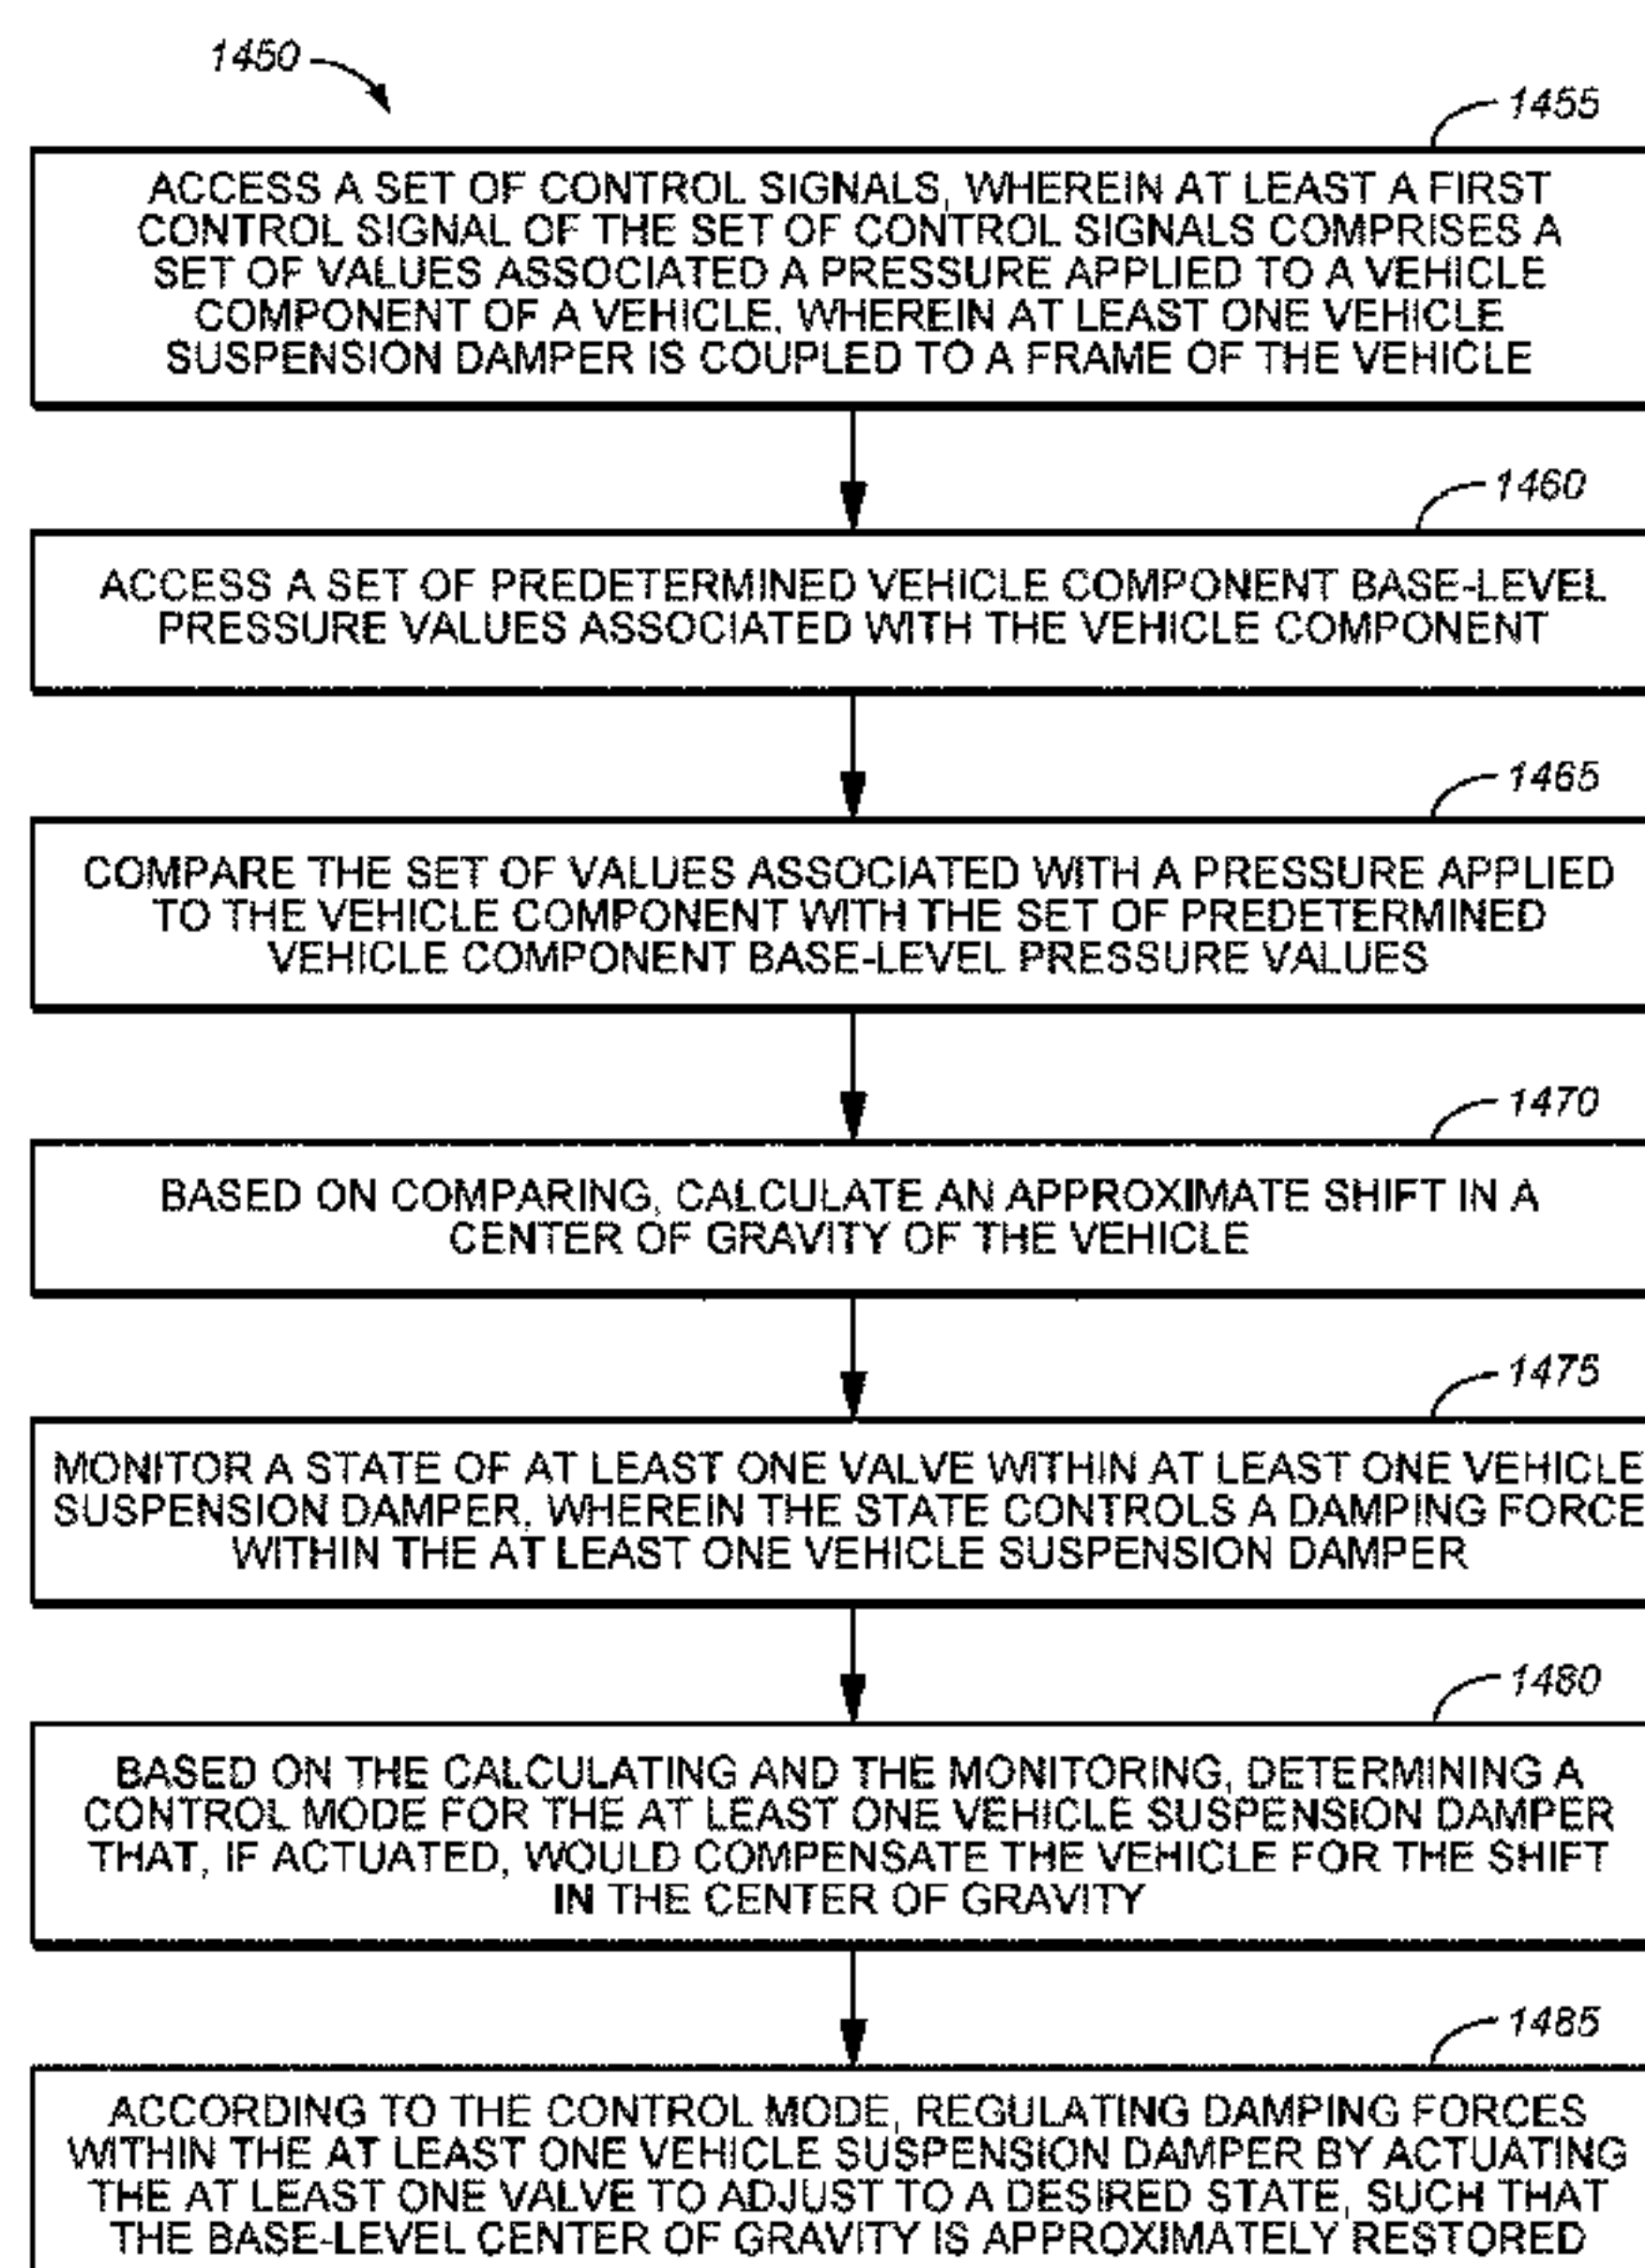 1450
1455
ACCESS A SET OF CONTROL SIGNALS, WHEREIN AT LEAST A FIRST
CONTROL SIGNAL OF THE SET OF CONTROL SIGNALS COMPRISES A
SET OF VALUES ASSOCIATED A PRESSURE APPLIED TO A VEHICLE
COMPONENT OF A VEHICLE, WHEREIN AT LEAST ONE VEHICLE
SUSPENSION DAMPER IS COUPLED TO A FRAME OF THE VEHICLE
1460
ACCESS A SET OF PREDETERMINED VEHICLE COMPONENT BASE-LEVEL
PRESSURE VALUES ASSOCIATED WITH THE VEHICLE COMPONENT
1465
COMPARE THE SET OF VALUES ASSOCIATED WITH A PRESSURE APPLIED
TO THE VEHICLE COMPONENT WITH THE SET OF PREDETERMINED
VEHICLE COMPONENT BASE-LEVEL PRESSURE VALUES
1470
BASED ON COMPARING, CALCULATE AN APPROXIMATE SHIFT IN A
CENTER OF GRAVITY OF THE VEHICLE
1475
MONITOR A STATE OF AT LEAST ONE VALVE WITHIN AT LEAST ONE VEHICLE
SUSPENSION DAMPER, WHEREIN THE STATE CONTROLS A DAMPING FORCE
WITHIN THE AT LEAST ONE VEHICLE SUSPENSION DAMPER
1480
BASED ON THE CALCULATING AND THE MONITORING, DETERMINING A
CONTROL MODE FOR THE AT LEAST ONE VEHICLE SUSPENSION DAMPER
THAT, IF ACTUATED, WOULD COMPENSATE THE VEHICLE FOR THE SHIFT
IN THE CENTER OF GRAVITY
1485
ACCORDING TO THE CONTROL MODE, REGULATING DAMPING FORCES
WITHIN THE AT LEAST ONE VEHICLE SUSPENSION DAMPER BY ACTUATING
THE AT LEAST ONE VALVE TO ADJUST TO A DESIRED STATE, SUCH THAT
THE BASE-LEVEL CENTER OF GRAVITY IS APPROXIMATELY RESTORED